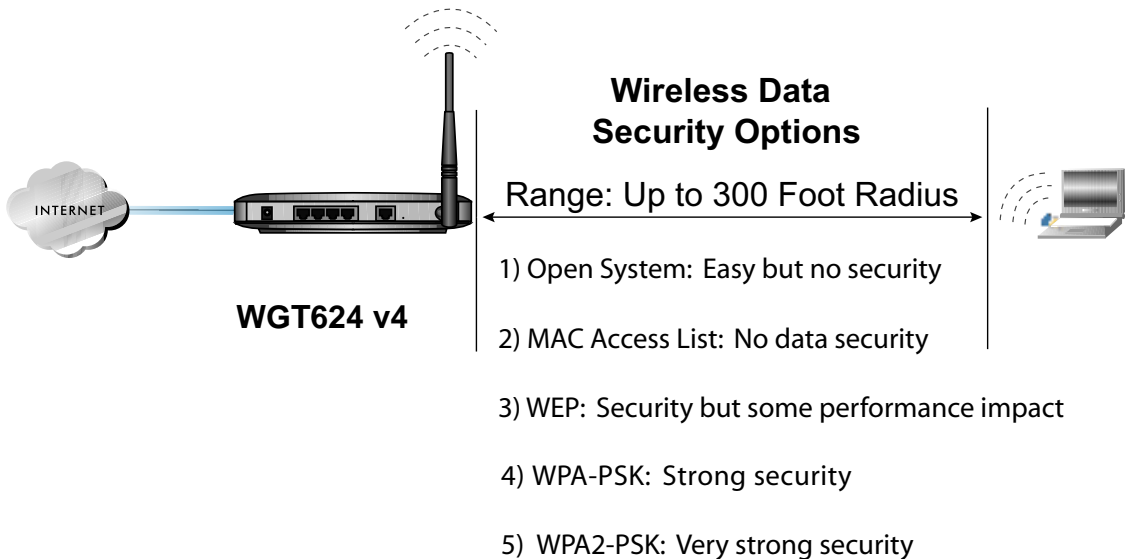 Wireless Data
Security Options
Range: Up to 300 Foot Radius
INTERNET
WGT624 v4
1) Open System: Easy but no security
2) MAC Access List: No data security
3) WEP: Security but some performance impact
4) WPA-PSK: Strong security
5) WPA2-PSK: Very strong security